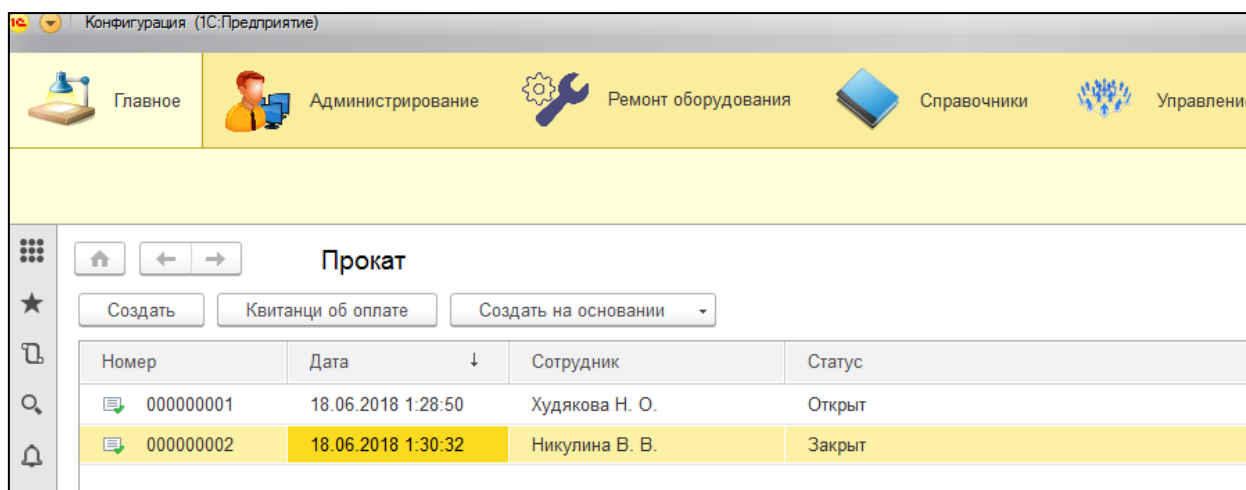 1С Конфигурация (1С:Предприятие)
Главное Администрирование Ремонт оборудования Справочники Управлени
Прокат
Создать Квитанци об оплате Создать на основании
Номер Дата ↓ Сотрудник Статус
000000001 18.06.2018 1:28:50 Худякова Н. О. Открыт
000000002 18.06.2018 1:30:32 Никулина В. В. Закрыт